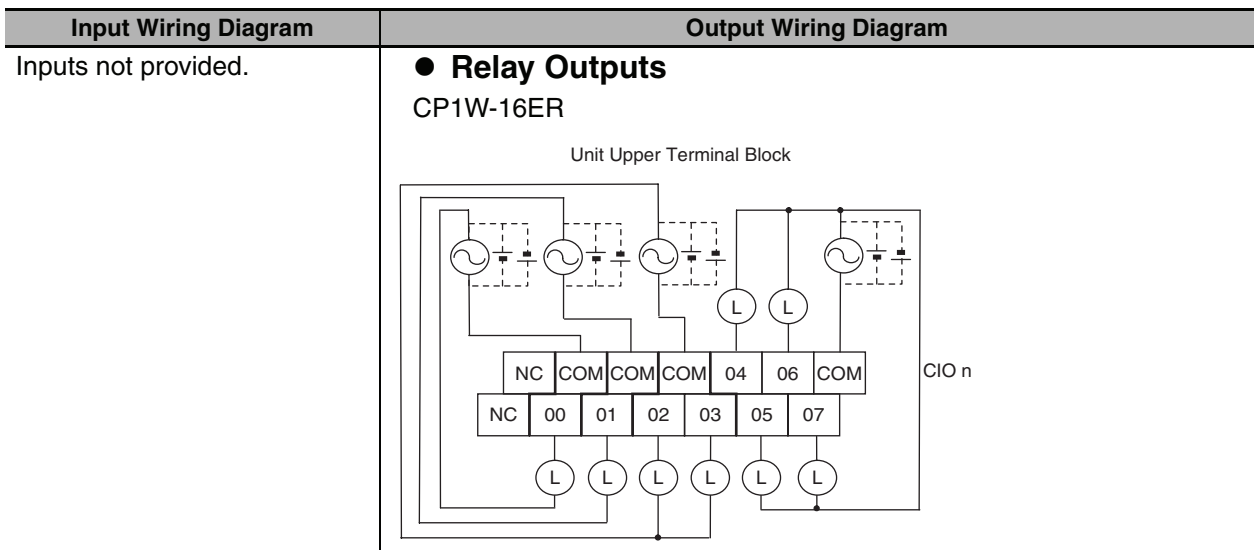 Input Wiring Diagram Output Wiring Diagram
Inputs not provided.
● Relay Outputs
CP1W-16ER
Unit Upper Terminal Block
L L
NC COM COM COM 04 06 COM CIO n
NC 00 01 02 03 05 07
L L L L L L